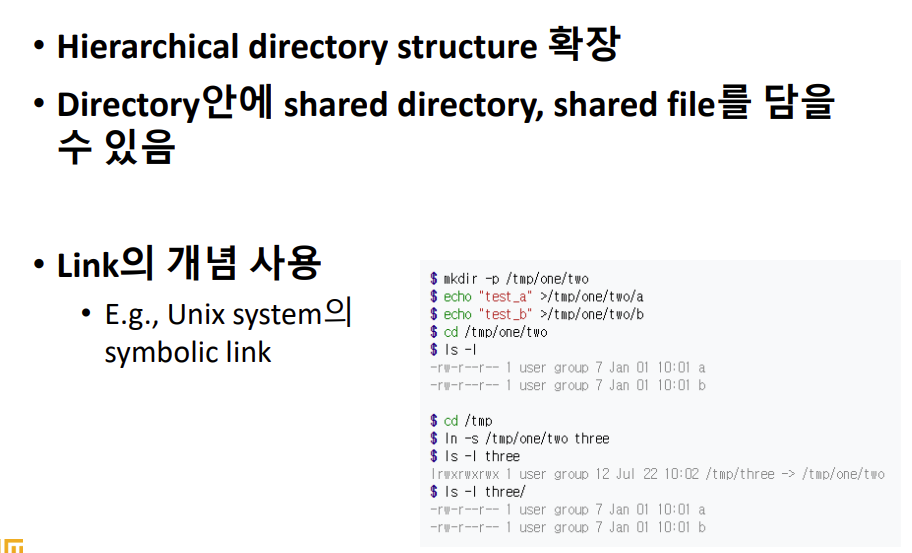 • Hierarchical directory structure 확장
• Directory안에 shared directory, shared file를 담을
수 있음
• Link의 개념 사용
• E.g., Unix system의
symbolic link
$ mkdir -p /tmp/one/two
$ echo "test_a" >/tmp/one/two/a
$ echo "test_b" >/tmp/one/two/b
$ cd /tmp/one/two
$ ls -l
-rw-r--r-- 1 user group 7 Jan 01 10:01 a
-rw-r--r-- 1 user group 7 Jan 01 10:01 b
$ cd /tmp
$ ln -s /tmp/one/two three
$ ls -l three
lrwxrwxrwx 1 user group 12 Jul 22 10:02 /tmp/three -> /tmp/one/two
$ ls -l three/
-rw-r--r-- 1 user group 7 Jan 01 10:01 a
-rw-r--r-- 1 user group 7 Jan 01 10:01 b